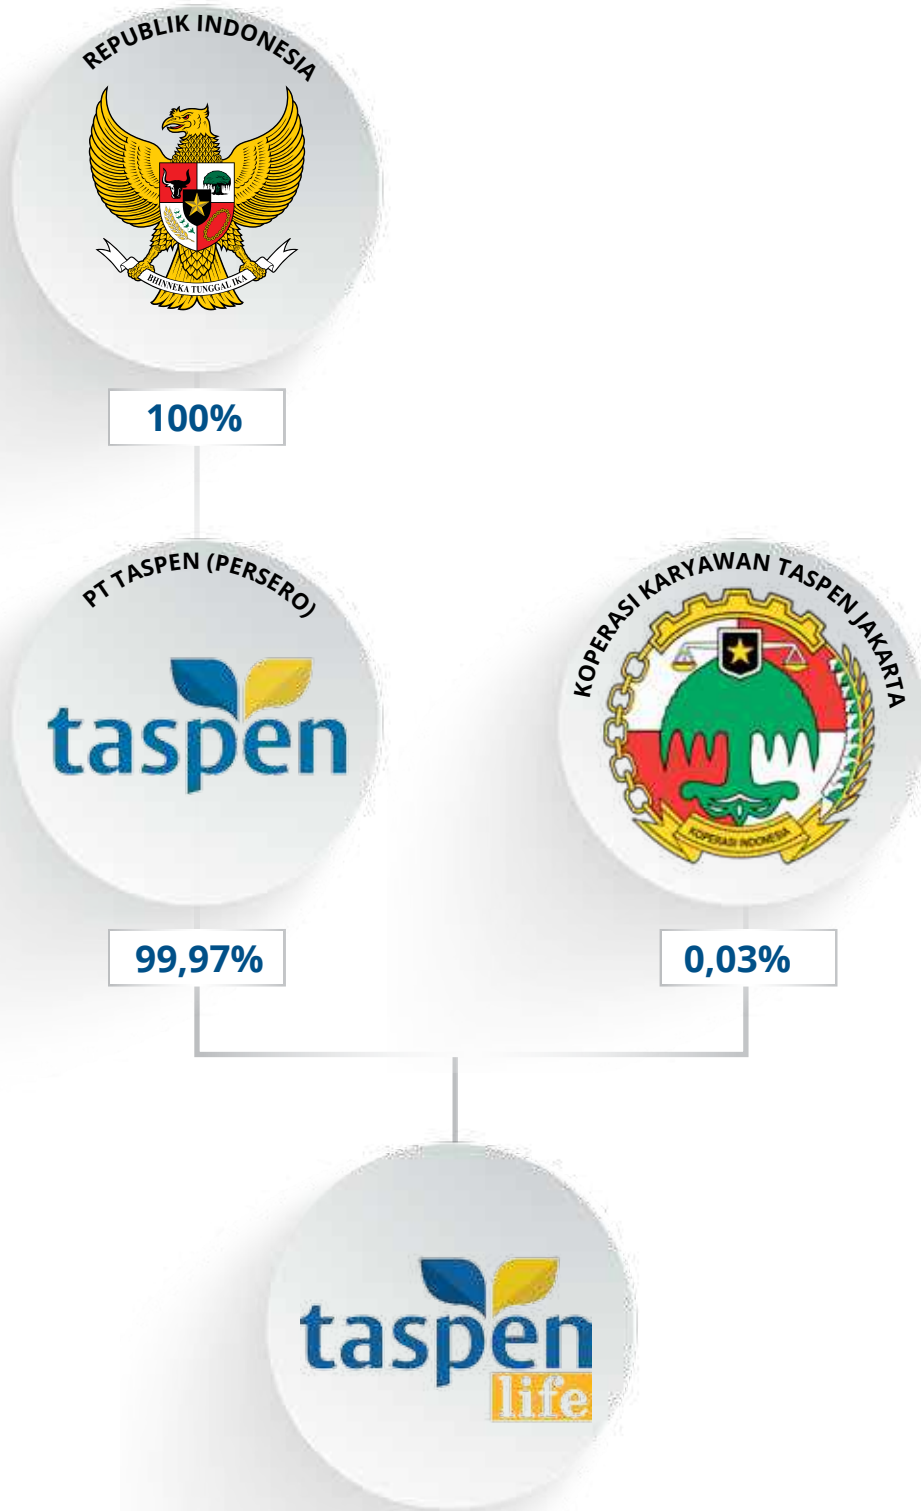 REPUBLIK INDONESIA
BHINNEKA TUNGGAL IKA
100%
PT TASPEN (PERSERO)
taspen
KOPERASI KARYAWAN TASPEN JAKARTA
KOPERASI INDONESIA
99,97%
0,03%
taspen
life